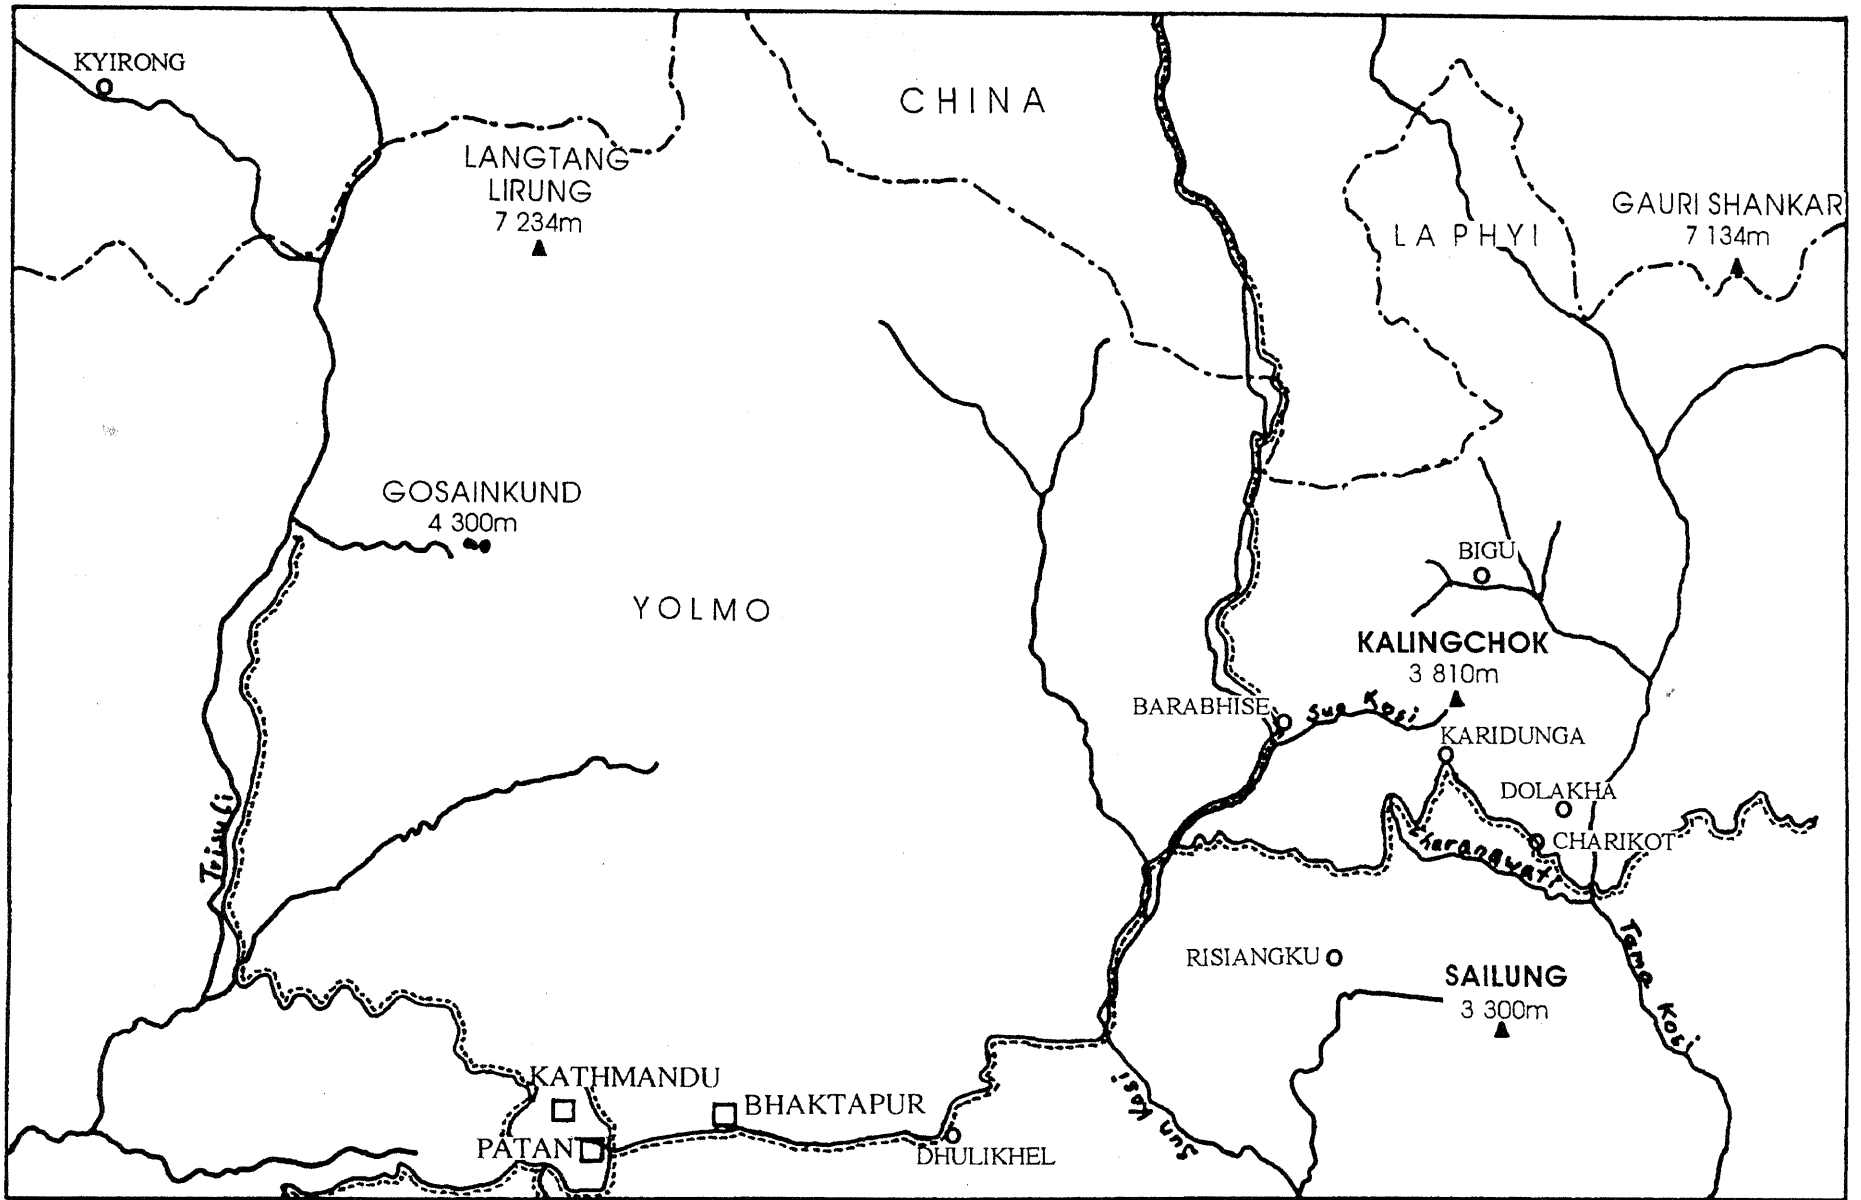 KYIRONG
CHINA
LANGTANG
LIRUNG
7 234m
GAURI SHANKAR
7 134m
LAPHYI
GOSAINKUND
4 300m
BIGU
YOLMO
KALINGCHOK
3 810m
BARABHISE
Sun Kosi
KARIDUNGA
DOLAKHA
Trisuli
CHARIKOT
Charanawati
RISIANGKU
SAILUNG
3 300m
Tama Kosi
KATHMANDU
BHAKTAPUR
Sun Kosi
PATAN
DHULIKHEL